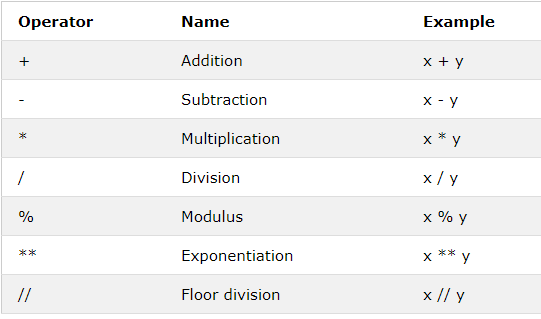 Operator Name Example
+ Addition x + y
- Subtraction x - y
* Multiplication x * y
/ Division x / y
% Modulus x % y
** Exponentiation x ** y
// Floor division x // y